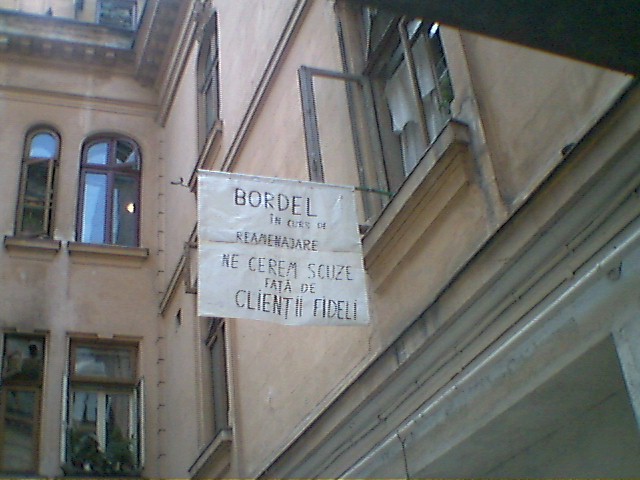 BORDEL
ÎN CURS DE
REAMENAJARE
NE CEREM SCUZE
FAȚĂ DE
CLIENȚII FIDELI